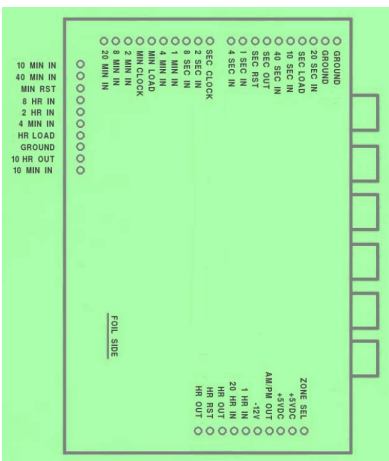 20 MIN IN
8 MIN IN
2 MIN IN
MIN CLOCK
MIN LOAD
4 MIN IN
1 MIN IN
8 SEC IN
2 SEC IN
SEC CLOCK
4 SEC IN
I SEC IN
SEC RST
SEC OUT
40 SEC IN
10 SEC IN
SEC LOAD
20 SEC IN
GROUND
GROUND
10 MIN IN
40 MIN IN
MIN RST
8 HR IN
2 HR IN
4 MIN IN
HR LOAD
GROUND
10 HR OUT
10 MIN IN
FOIL SIDE
HR OUT
HR RST
HR OUT
20 HR IN
1 HR IN
-12V
AM/PM OUT
+5VDC
+5VDC
ZONE SEL